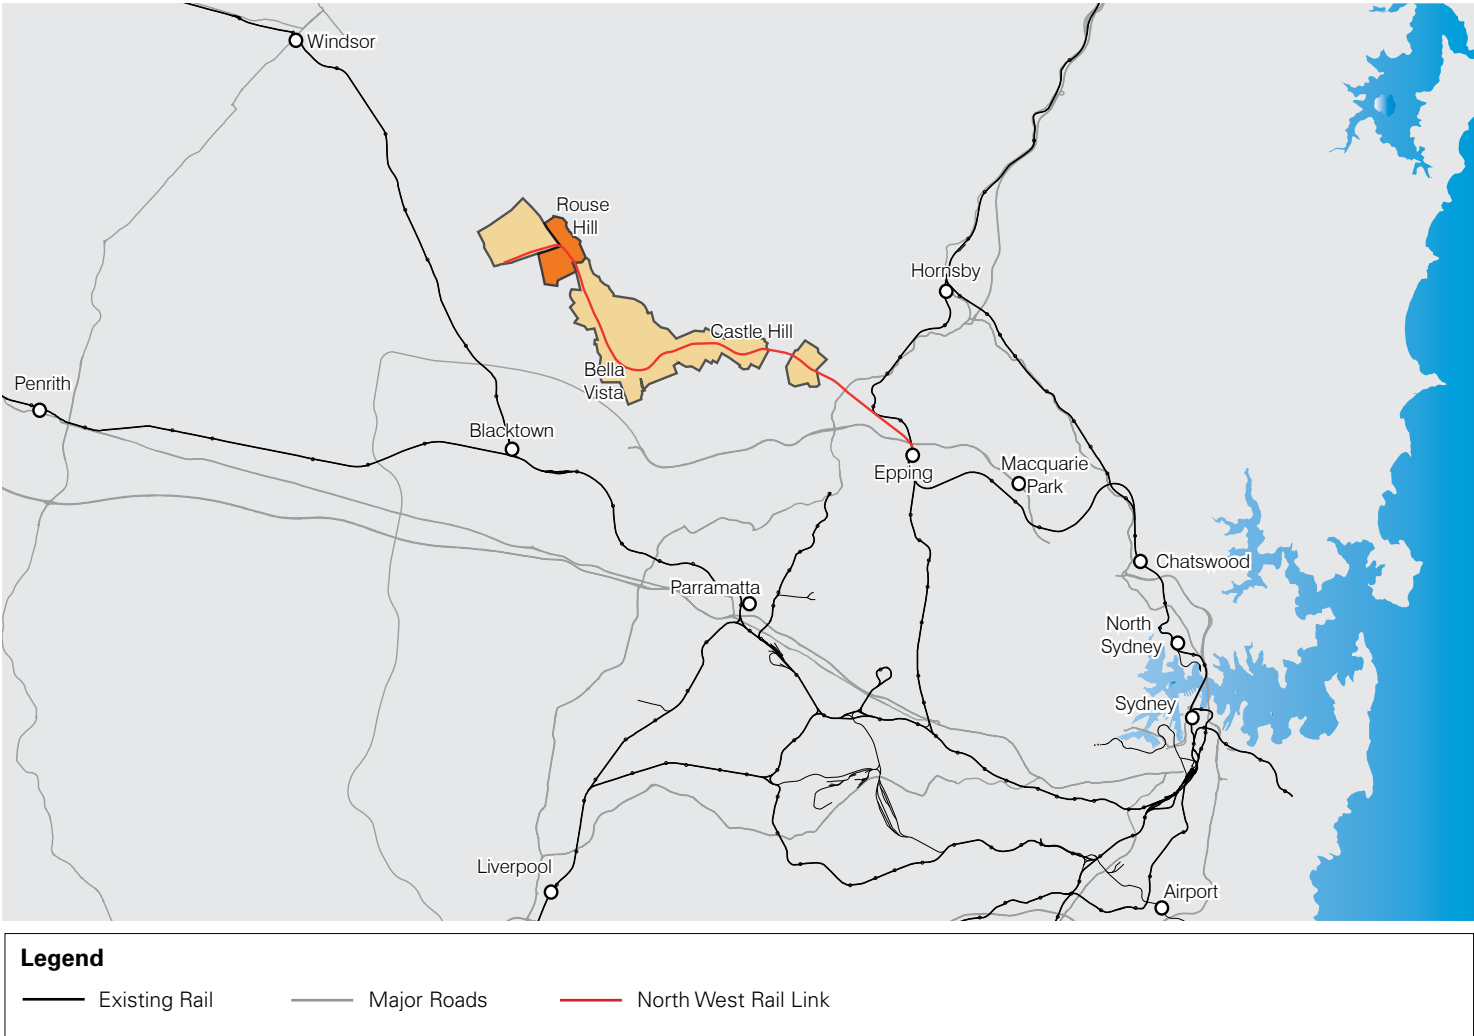 Windsor
Rouse
Hill
Hornsby
Castle Hill
Bella
Vista
Penrith
Blacktown
Epping
Macquarie
Park
Chatswood
Parramatta
North
Sydney
Sydney
Liverpool
Airport
Legend
Existing Rail
Major Roads
North West Rail Link